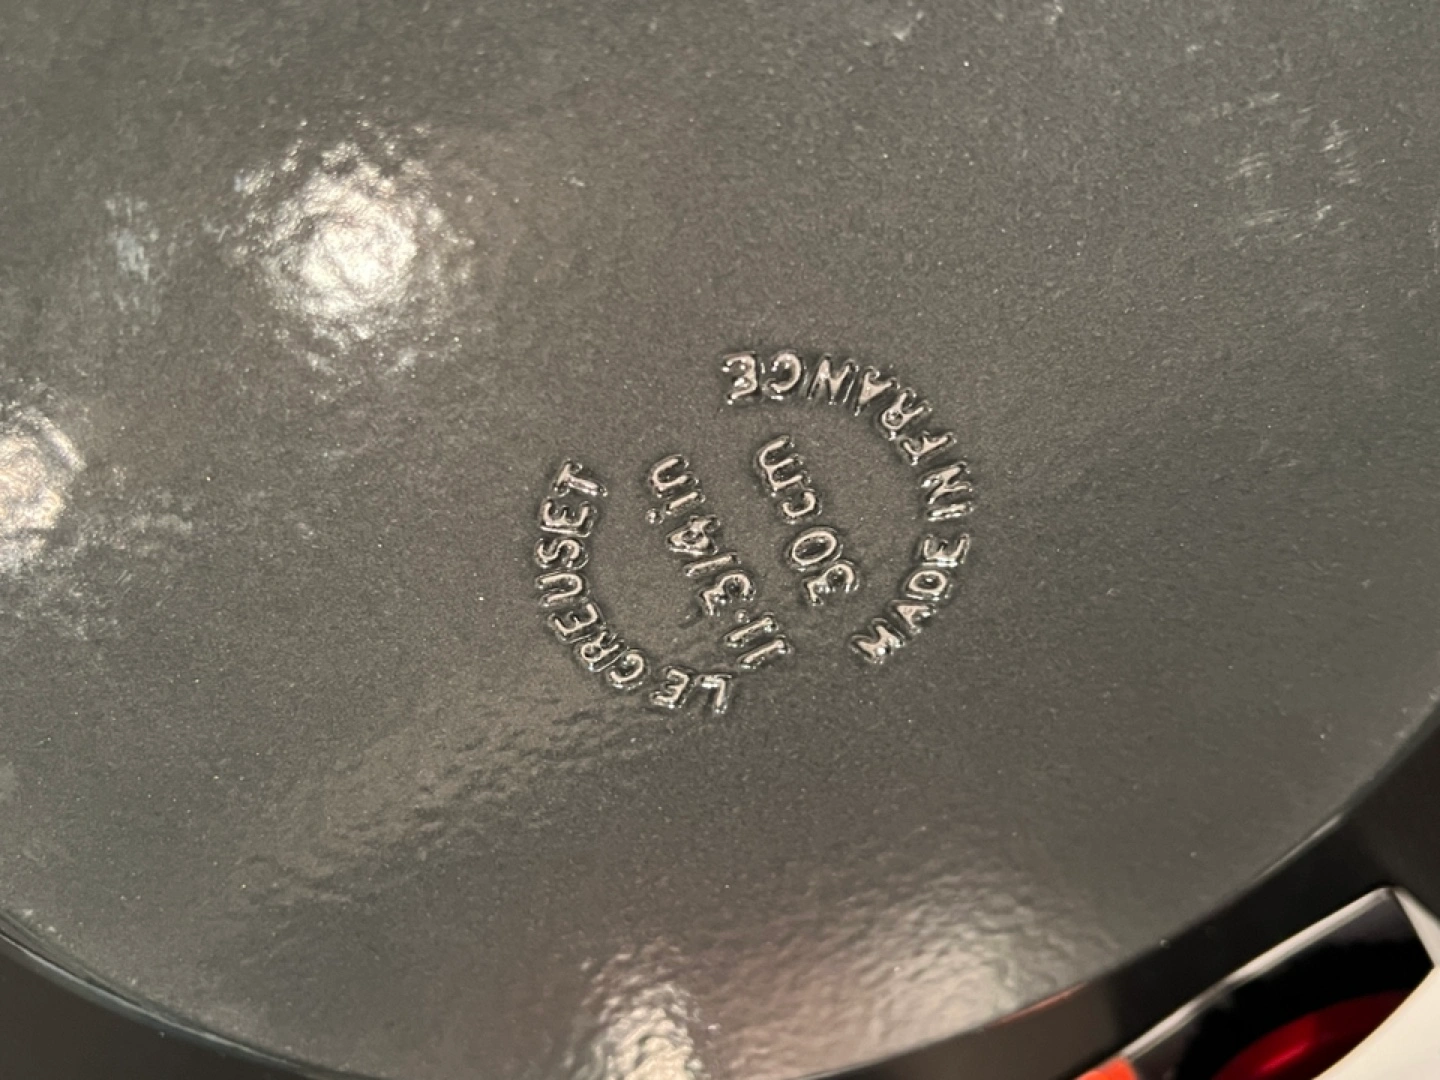 LE CREUSET
11.3/4 in
30 cm
MADE IN FRANCE